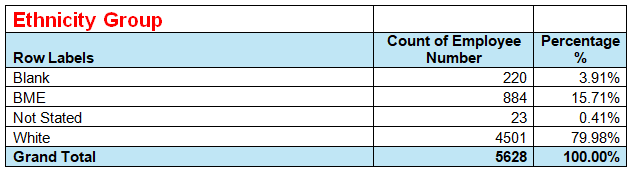 Ethnicity Group
Row Labels Count of Employee Number Percentage %
Blank 220 3.91%
BME 884 15.71%
Not Stated 23 0.41%
White 4501 79.98%
Grand Total 5628 100.00%